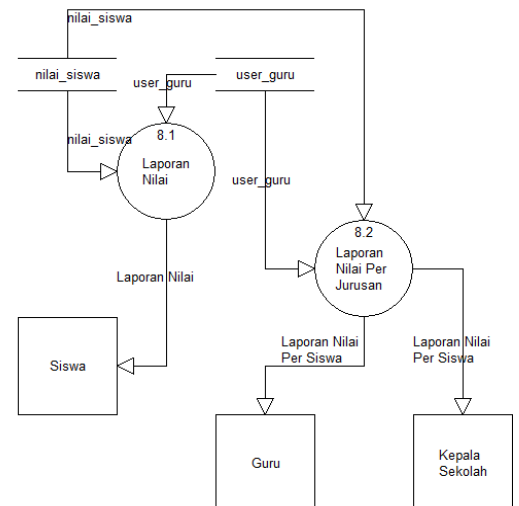 nilai_siswa
nilai_siswa
user_guru
user_guru
8.1
nilai_siswa
Laporan
Nilai
user_guru
8.2
Laporan
Nilai Per
Jurusan
Laporan Nilai
Laporan Nilai
Per Siswa
Laporan Nilai
Per Siswa
Siswa
Guru
Kepala
Sekolah